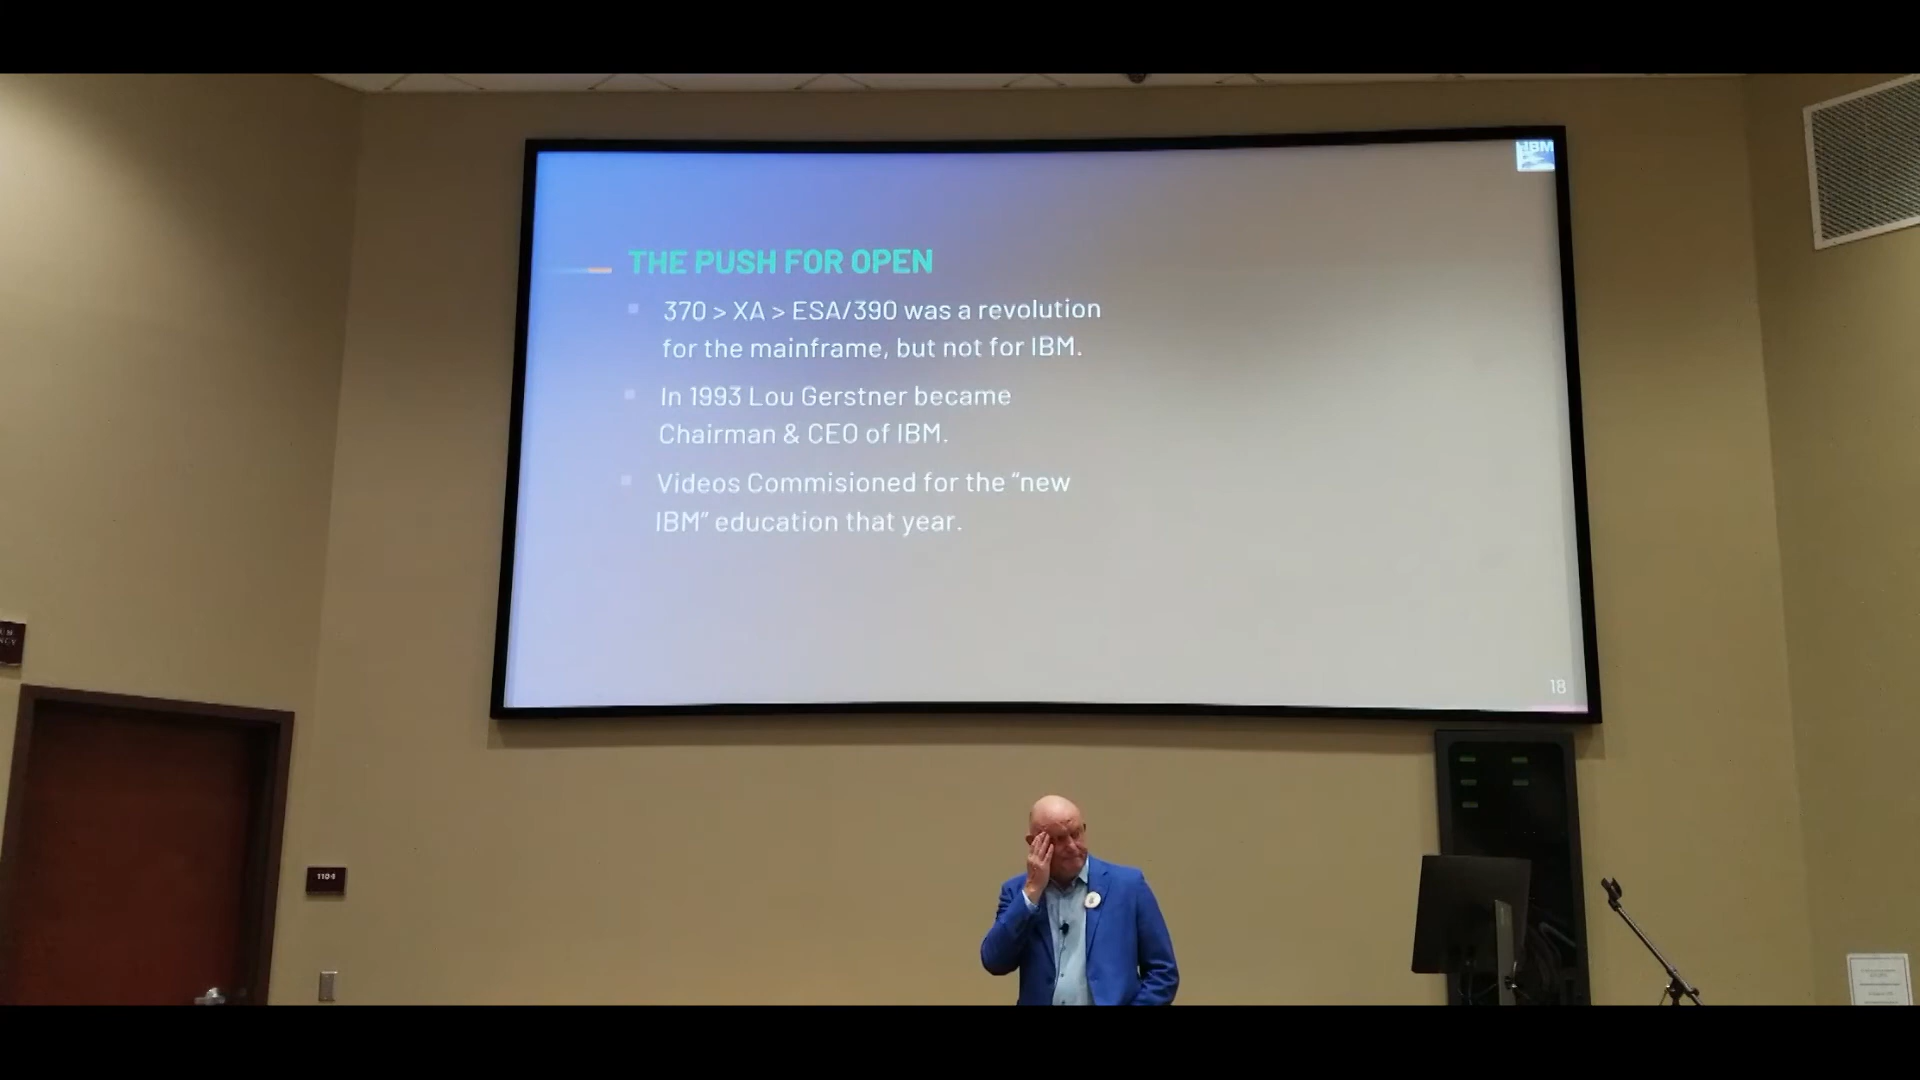 IBM
THE PUSH FOR OPEN
370 > XA > ESA/390 was a revolution
for the mainframe, but not for IBM.
In 1993 Lou Gerstner became
Chairman & CEO of IBM.
Videos Commisioned for the “new
IBM” education that year.
18